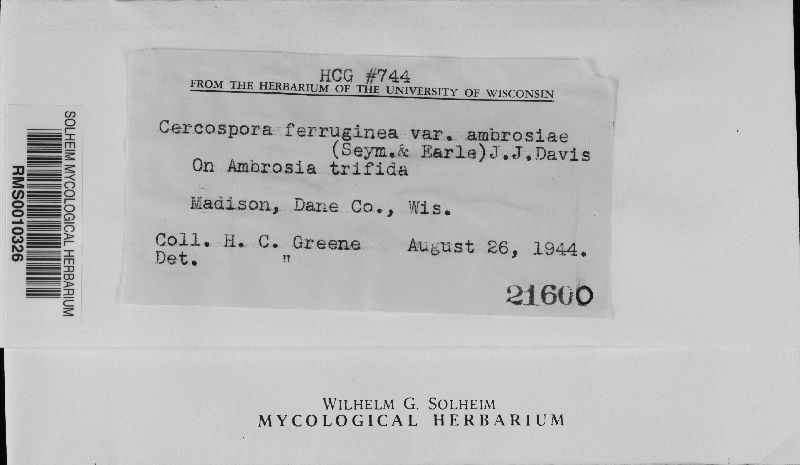 HCG #744
FROM THE HERBARIUM OF THE UNIVERSITY OF WISCONSIN
Cercospora ferruginea var. ambrosiae
(Seym.& Earle)J.J.Davis
On Ambrosia trifida
Madison, Dane Co., Wis.
Coll. H. C. Greene August 26, 1944.
Det. "
21600
SOLHEIM MYCOLOGICAL HERBARIUM
RMS0010326
WILHELM G. SOLHEIM
MYCOLOGICAL HERBARIUM